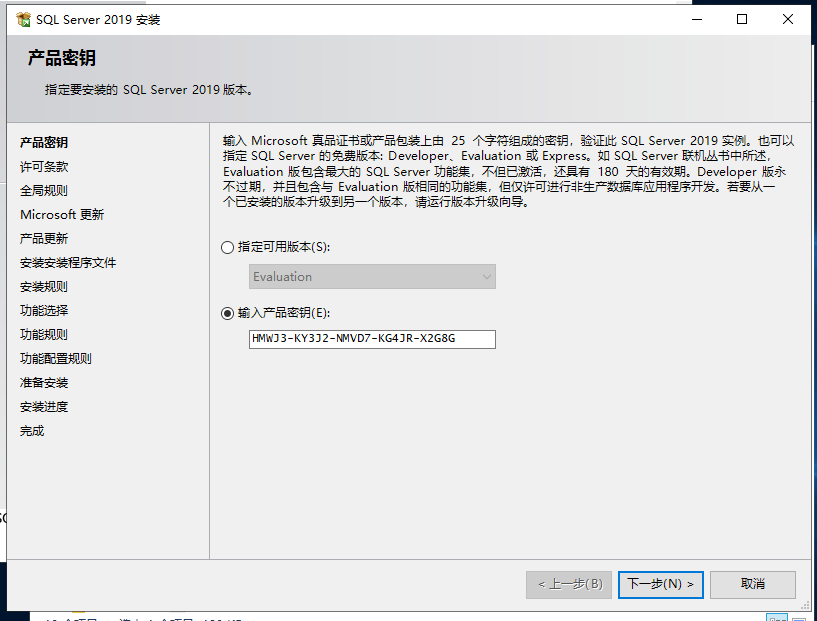 SQL Server 2019 安装
产品密钥
指定要安装的 SQL Server 2019 版本。
产品密钥
许可条款
全局规则
Microsoft 更新
产品更新
安装安装程序文件
安装规则
功能选择
功能规则
功能配置规则
准备安装
安装进度
完成
输入 Microsoft 真品证书或产品包装上由 25 个字符组成的密钥，验证此 SQL Server 2019 实例。也可以
指定 SQL Server 的免费版本: Developer、Evaluation 或 Express。如 SQL Server 联机丛书中所述，
Evaluation 版包含最大的 SQL Server 功能集，不但已激活，还具有 180 天的有效期。Developer 版永
不过期，并且包含与 Evaluation 版相同的功能集，但仅许可进行非生产数据库应用程序开发。若要从一
个已安装的版本升级到另一个版本，请运行版本升级向导。
指定可用版本(S):
Evaluation
输入产品密钥(E):
HMWJ3-KY3J2-NMVD7-KG4JR-X2G8G
< 上一步(B)
下一步(N) >
取消